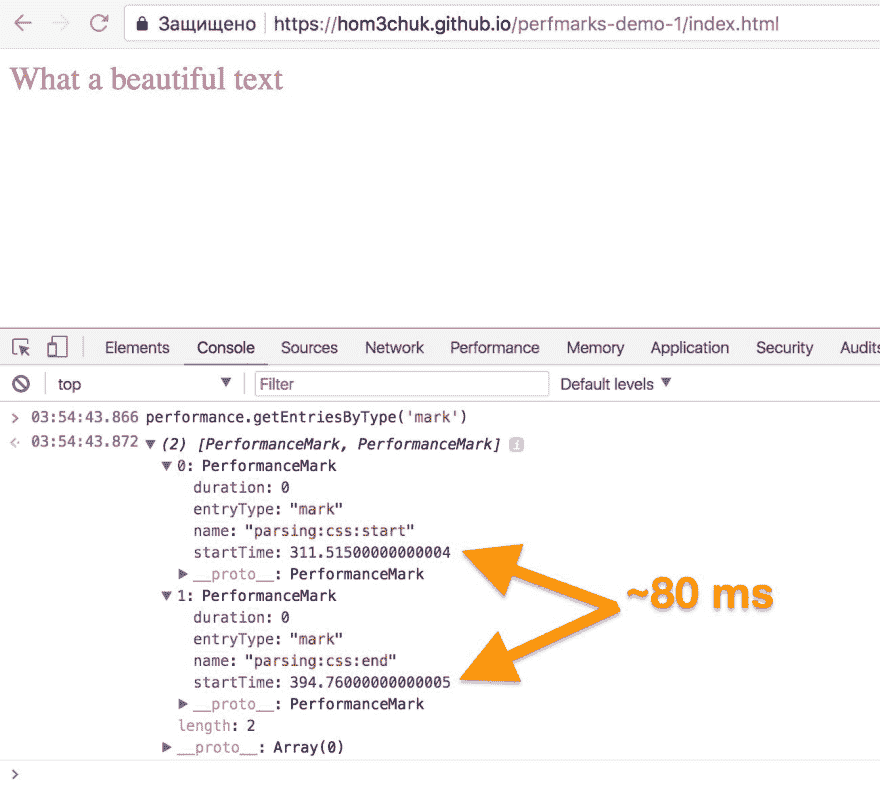 Защищено https://hom3chuk.github.io/perfmarks-demo-1/index.html
What a beautiful text
Elements Console Sources Network Performance Memory Application Security Audits
top ▼ Filter Default levels ▼
> 03:54:43.866 performance.getEntriesByType('mark')
03:54:43.872 ▼ (2) [PerformanceMark, PerformanceMark] i
▼ 0: PerformanceMark
duration: 0
entryType: "mark"
name: "parsing:css:start"
startTime: 311.51500000000004
▶ __proto__: PerformanceMark
▼ 1: PerformanceMark
~80 ms
duration: 0
entryType: "mark"
name: "parsing:css:end"
startTime: 394.76000000000005
▶ __proto__: PerformanceMark
length: 2
▶ __proto__: Array(0)
>